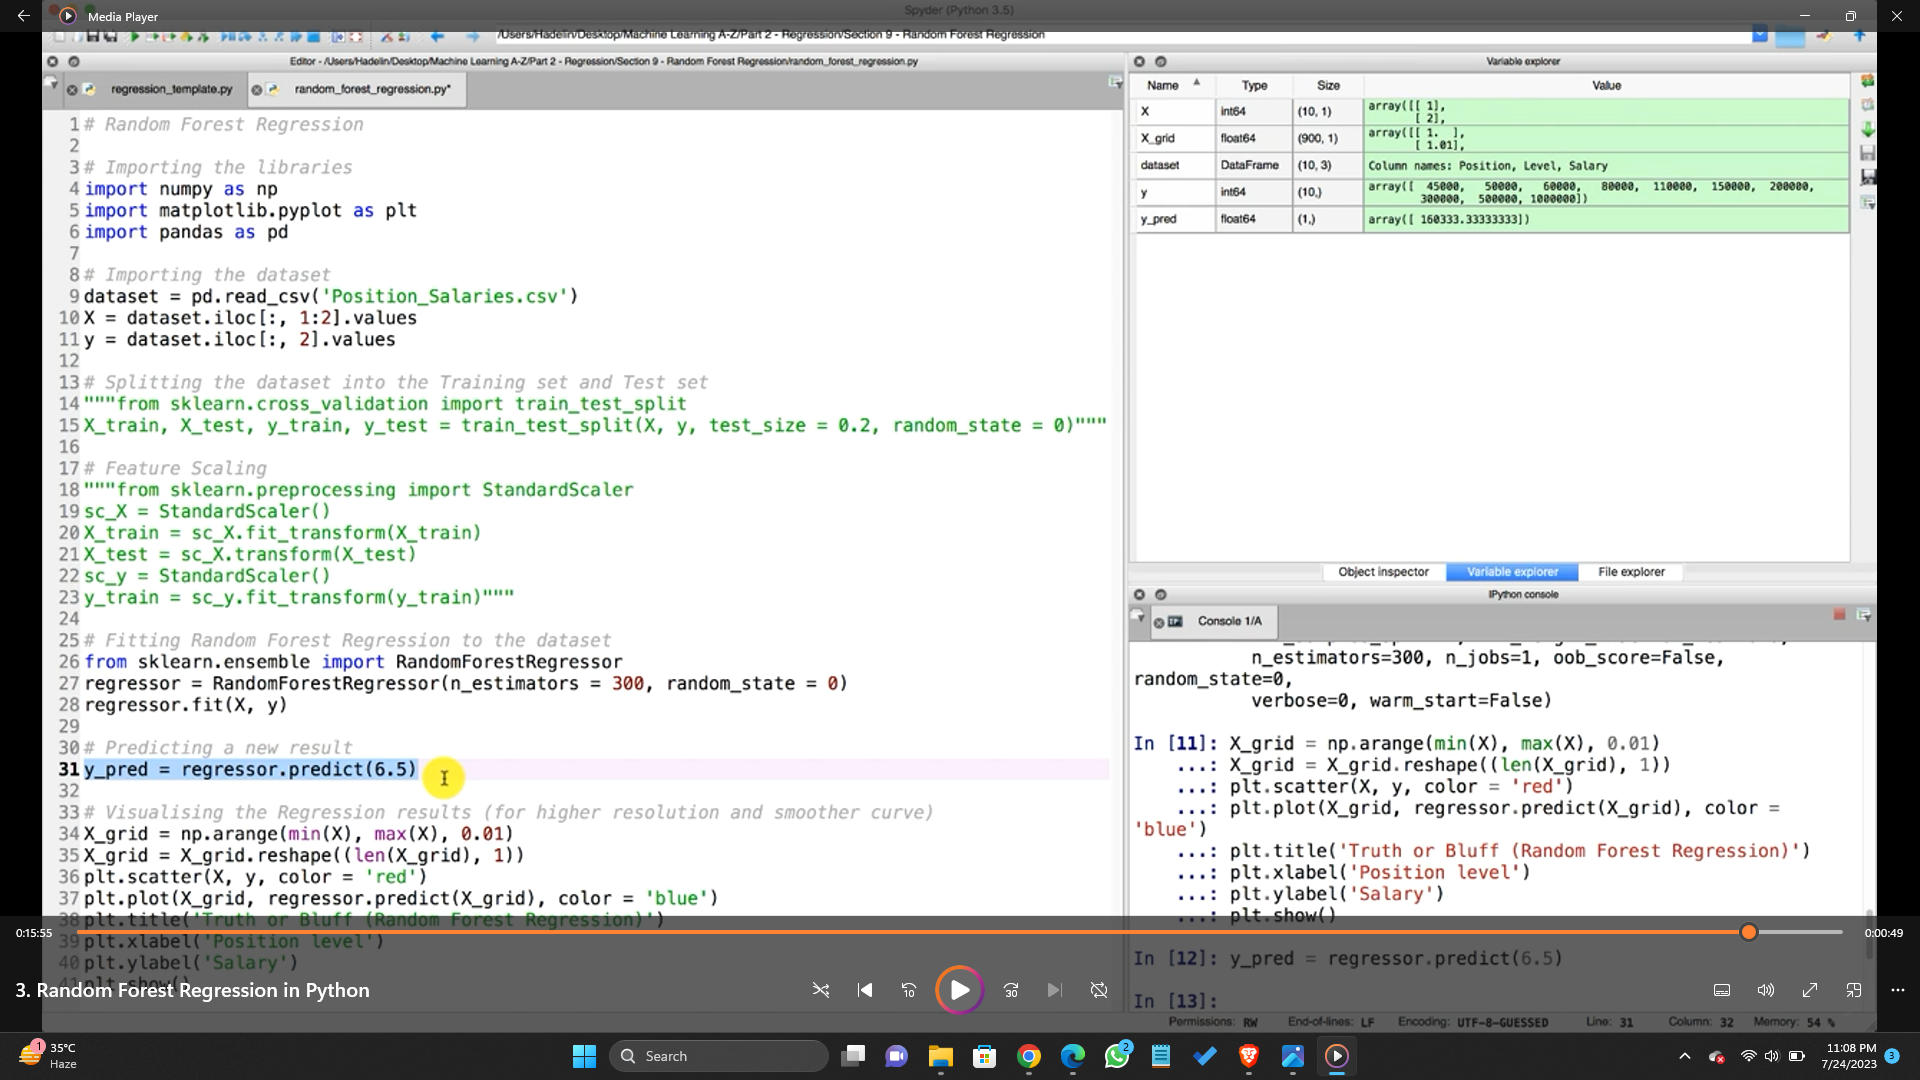 Media Player
Spyder (Python 3.5)
/Users/Hadelin/Desktop/Machine Learning A-Z/Part 2 - Regression/Section 9 - Random Forest Regression
Editor - /Users/Hadelin/Desktop/Machine Learning A-Z/Part 2 - Regression/Section 9 - Random Forest Regression/random_forest_regression.py
regression_template.py
random_forest_regression.py*
1 # Random Forest Regression
2
3 # Importing the libraries
4 import numpy as np
5 import matplotlib.pyplot as plt
6 import pandas as pd
7
8 # Importing the dataset
9 dataset = pd.read_csv('Position_Salaries.csv')
10 X = dataset.iloc[:, 1:2].values
11 y = dataset.iloc[:, 2].values
12
13 # Splitting the dataset into the Training set and Test set
14 """from sklearn.cross_validation import train_test_split
15 X_train, X_test, y_train, y_test = train_test_split(X, y, test_size = 0.2, random_state = 0)"""
16
17 # Feature Scaling
18 """from sklearn.preprocessing import StandardScaler
19 sc_X = StandardScaler()
20 X_train = sc_X.fit_transform(X_train)
21 X_test = sc_X.transform(X_test)
22 sc_y = StandardScaler()
23 y_train = sc_y.fit_transform(y_train)"""
24
25 # Fitting Random Forest Regression to the dataset
26 from sklearn.ensemble import RandomForestRegressor
27 regressor = RandomForestRegressor(n_estimators = 300, random_state = 0)
28 regressor.fit(X, y)
29
30 # Predicting a new result
31 y_pred = regressor.predict(6.5)
32
33 # Visualising the Regression results (for higher resolution and smoother curve)
34 X_grid = np.arange(min(X), max(X), 0.01)
35 X_grid = X_grid.reshape((len(X_grid), 1))
36 plt.scatter(X, y, color = 'red')
37 plt.plot(X_grid, regressor.predict(X_grid), color = 'blue')
38 plt.title('Truth or Bluff (Random Forest Regression)')
39 plt.xlabel('Position level')
40 plt.ylabel('Salary')
41 plt.show()
Variable explorer
Name Type Size Value
X int64 (10, 1) array([[ 1],
[ 2],
X_grid float64 (900, 1) array([[ 1. ],
[ 1.01],
dataset DataFrame (10, 3) Column names: Position, Level, Salary
y int64 (10,) array([ 45000, 50000, 60000, 80000, 110000, 150000, 200000,
300000, 500000, 1000000])
y_pred float64 (1,) array([ 160333.33333333])
Object inspector Variable explorer File explorer
IPython console
Console 1/A
n_estimators=300, n_jobs=1, oob_score=False,
random_state=0,
verbose=0, warm_start=False)
In [11]: X_grid = np.arange(min(X), max(X), 0.01)
...: X_grid = X_grid.reshape((len(X_grid), 1))
...: plt.scatter(X, y, color = 'red')
...: plt.plot(X_grid, regressor.predict(X_grid), color =
'blue')
...: plt.title('Truth or Bluff (Random Forest Regression)')
...: plt.xlabel('Position level')
...: plt.ylabel('Salary')
...: plt.show()
In [12]: y_pred = regressor.predict(6.5)
In [13]:
Permissions: RW End-of-lines: LF Encoding: UTF-8-GUESSED Line: 31 Column: 32 Memory: 54 %
0:15:55
0:00:49
3. Random Forest Regression in Python
10
30
1
35°C
Haze
Search
2
11:08 PM
7/24/2023
3